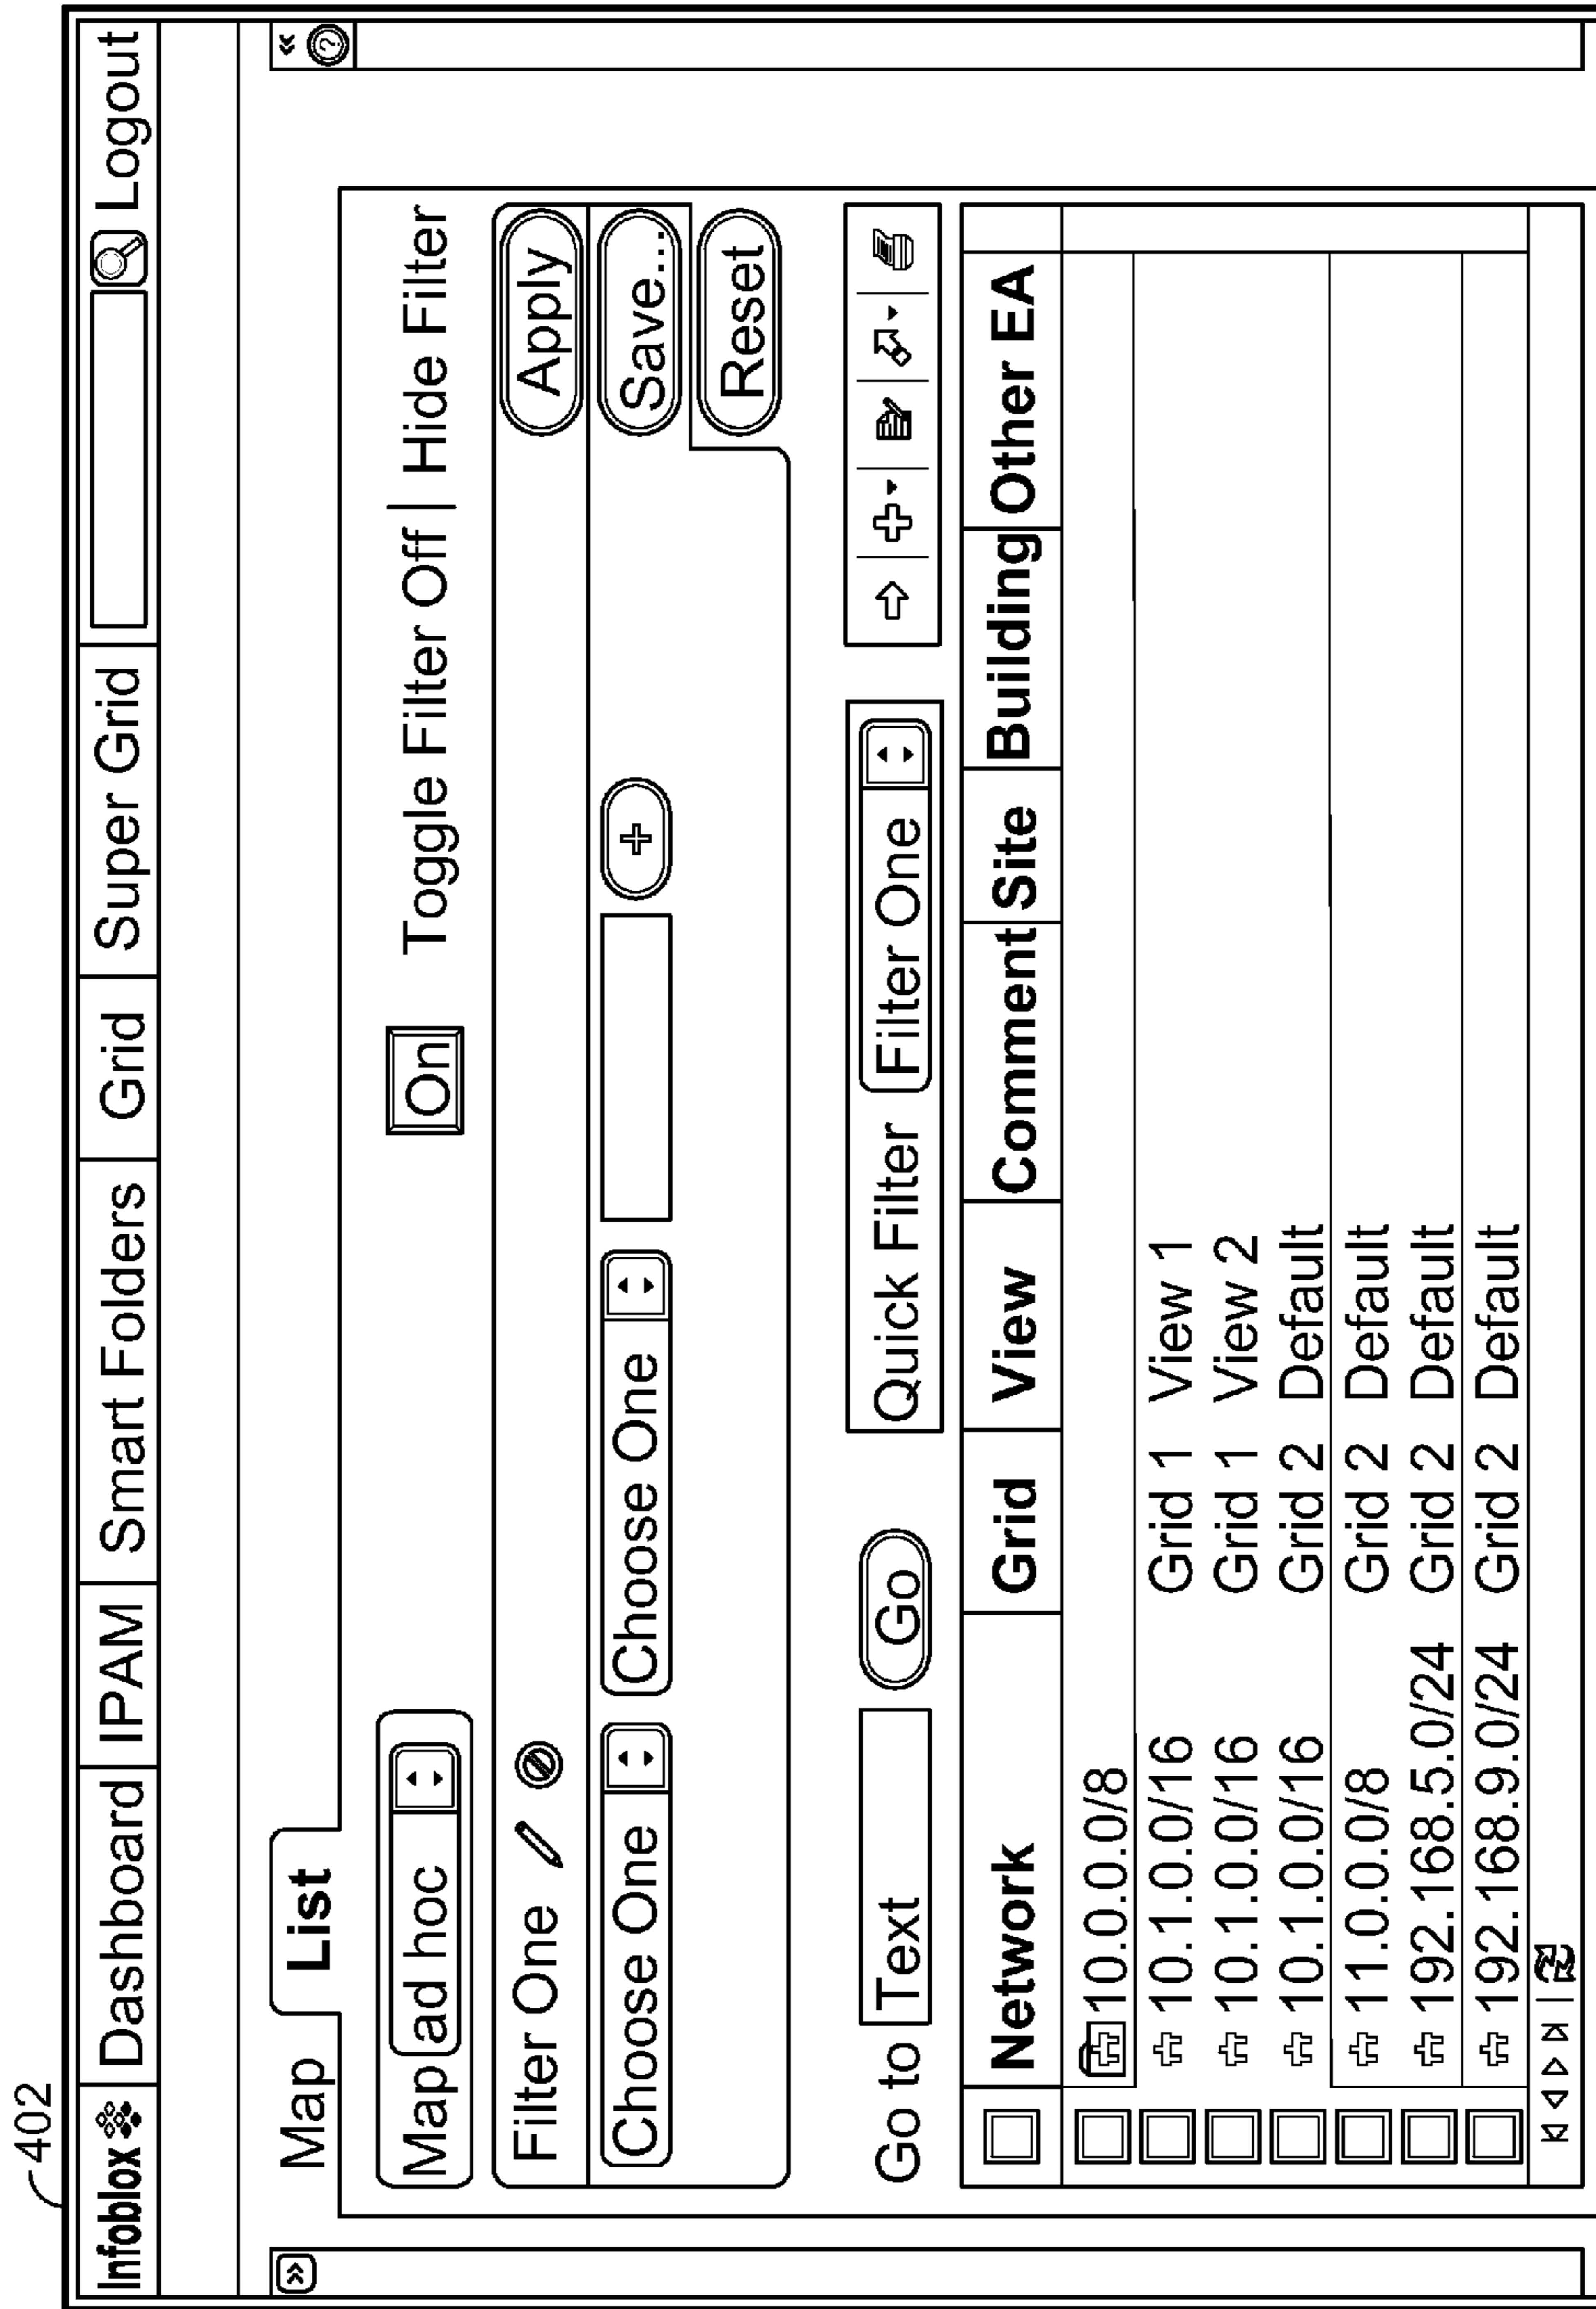 402
Infoblox Dashboard IPAM Smart Folders Grid Super Grid Logout
Map List
Map ad hoc On Toggle Filter Off | Hide Filter
Filter One Apply
Choose One Choose One + Save...
Reset
Go to Text Go Quick Filter Filter One
Network Grid View Comment Site Building Other EA
10.0.0.0/8
10.1.0.0/16 Grid 1 View 1
10.1.0.0/16 Grid 1 View 2
10.1.0.0/16 Grid 2 Default
11.0.0.0/8 Grid 2 Default
192.168.5.0/24 Grid 2 Default
192.168.9.0/24 Grid 2 Default